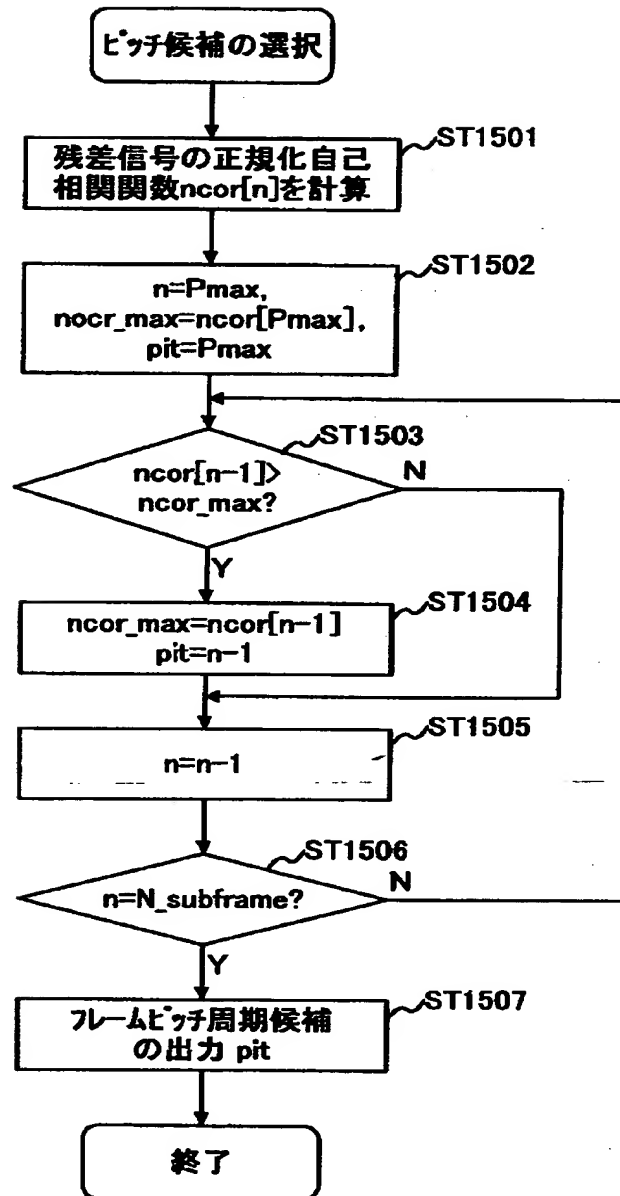 ピッチ候補の選択
ST1501
残差信号の正規化自己
相関関数ncor[n]を計算
ST1502
n=Pmax,
nocr_max=ncor[Pmax],
pit=Pmax
ST1503
ncor[n-1]>
ncor_max?
N
Y
ST1504
ncor_max=ncor[n-1]
pit=n-1
ST1505
n=n-1
ST1506
n=N_subframe?
N
Y
ST1507
フレームピッチ周期候補
の出力 pit
終了